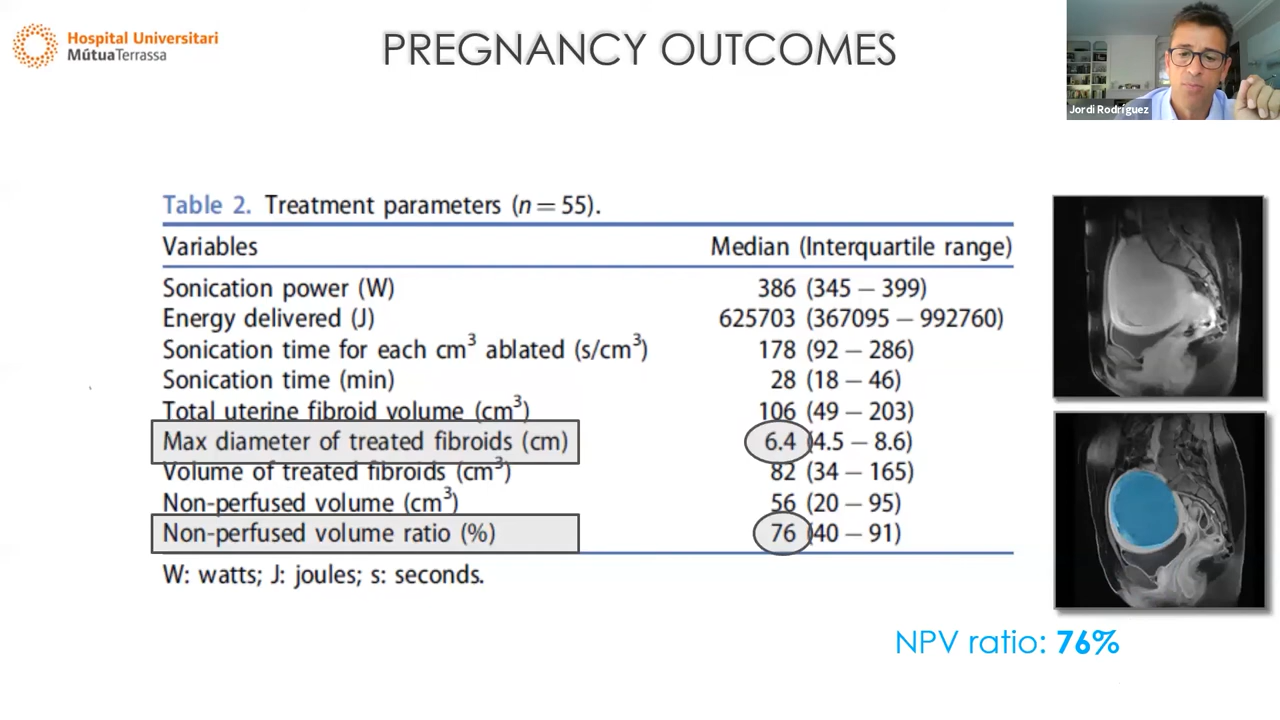 Hospital Universitari
MútuaTerrassa
PREGNANCY OUTCOMES
Jordi Rodríguez
Table 2. Treatment parameters (n = 55).
Variables Median (Interquartile range)
Sonication power (W) 386 (345 – 399)
Energy delivered (J) 625703 (367095 – 992760)
Sonication time for each cm³ ablated (s/cm³) 178 (92 – 286)
Sonication time (min) 28 (18 – 46)
Total uterine fibroid volume (cm³) 106 (49 – 203)
Max diameter of treated fibroids (cm) 6.4 (4.5 – 8.6)
Volume of treated fibroids (cm³) 82 (34 – 165)
Non-perfused volume (cm³) 56 (20 – 95)
Non-perfused volume ratio (%) 76 (40 – 91)
W: watts; J: joules; s: seconds.
NPV ratio: 76%